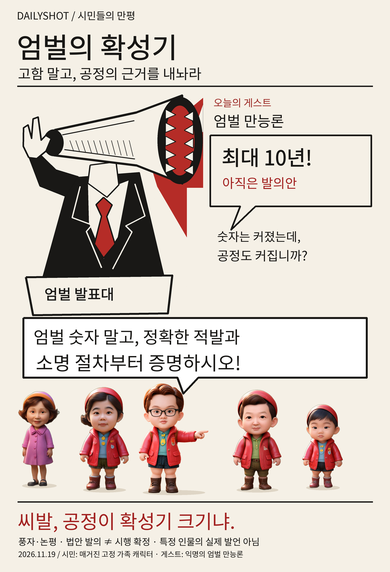 DAILYSHOT / 시민들의 만평
엄벌의 확성기
고함 말고, 공정의 근거를 내놔라
오늘의 게스트
엄벌 만능론
최대 10년!
아직은 발의안
숫자는 커졌는데,
공정도 커집니까?
엄벌 발표대
엄벌 숫자 말고, 정확한 적발과
소명 절차부터 증명하시오!
씨발, 공정이 확성기 크기냐.
풍자·논평 · 법안 발의 ≠ 시행 확정 · 특정 인물의 실제 발언 아님
2026.11.19 / 시민: 매거진 고정 가족 캐릭터 · 게스트: 익명의 엄벌 만능론